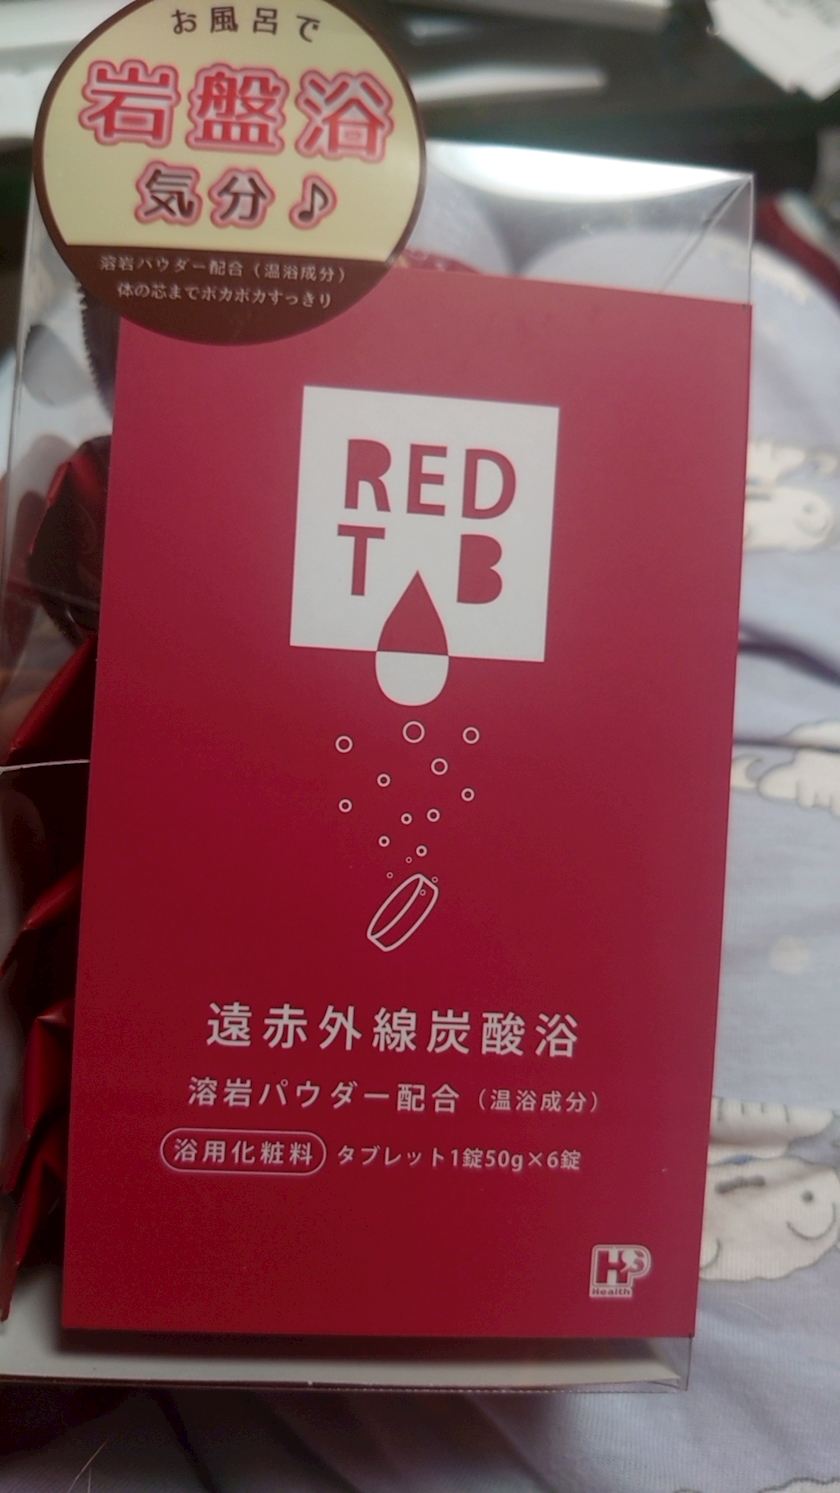 お風呂で
岩盤浴
気分♪
溶岩パウダー配合（温浴成分）
体の芯までポカポカすっきり
RED
T B
遠赤外線炭酸浴
溶岩パウダー配合（温浴成分）
浴用化粧料 タブレット1錠50g×6錠
HsP
Health